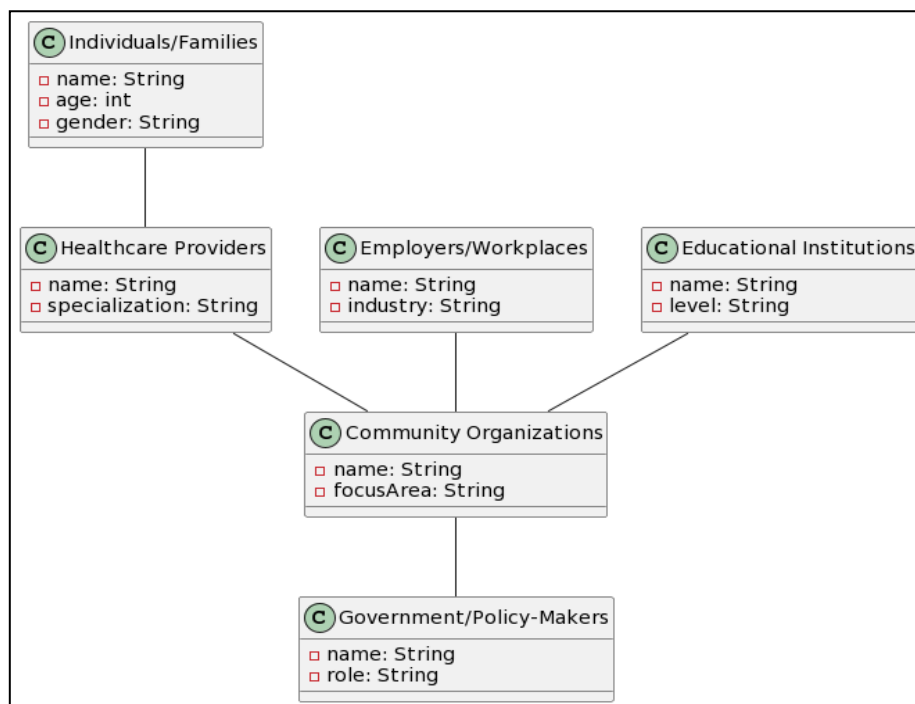 C Individuals/Families
name: String
age: int
gender: String
C Healthcare Providers
name: String
specialization: String
C Employers/Workplaces
name: String
industry: String
C Educational Institutions
name: String
level: String
C Community Organizations
name: String
focusArea: String
C Government/Policy-Makers
name: String
role: String